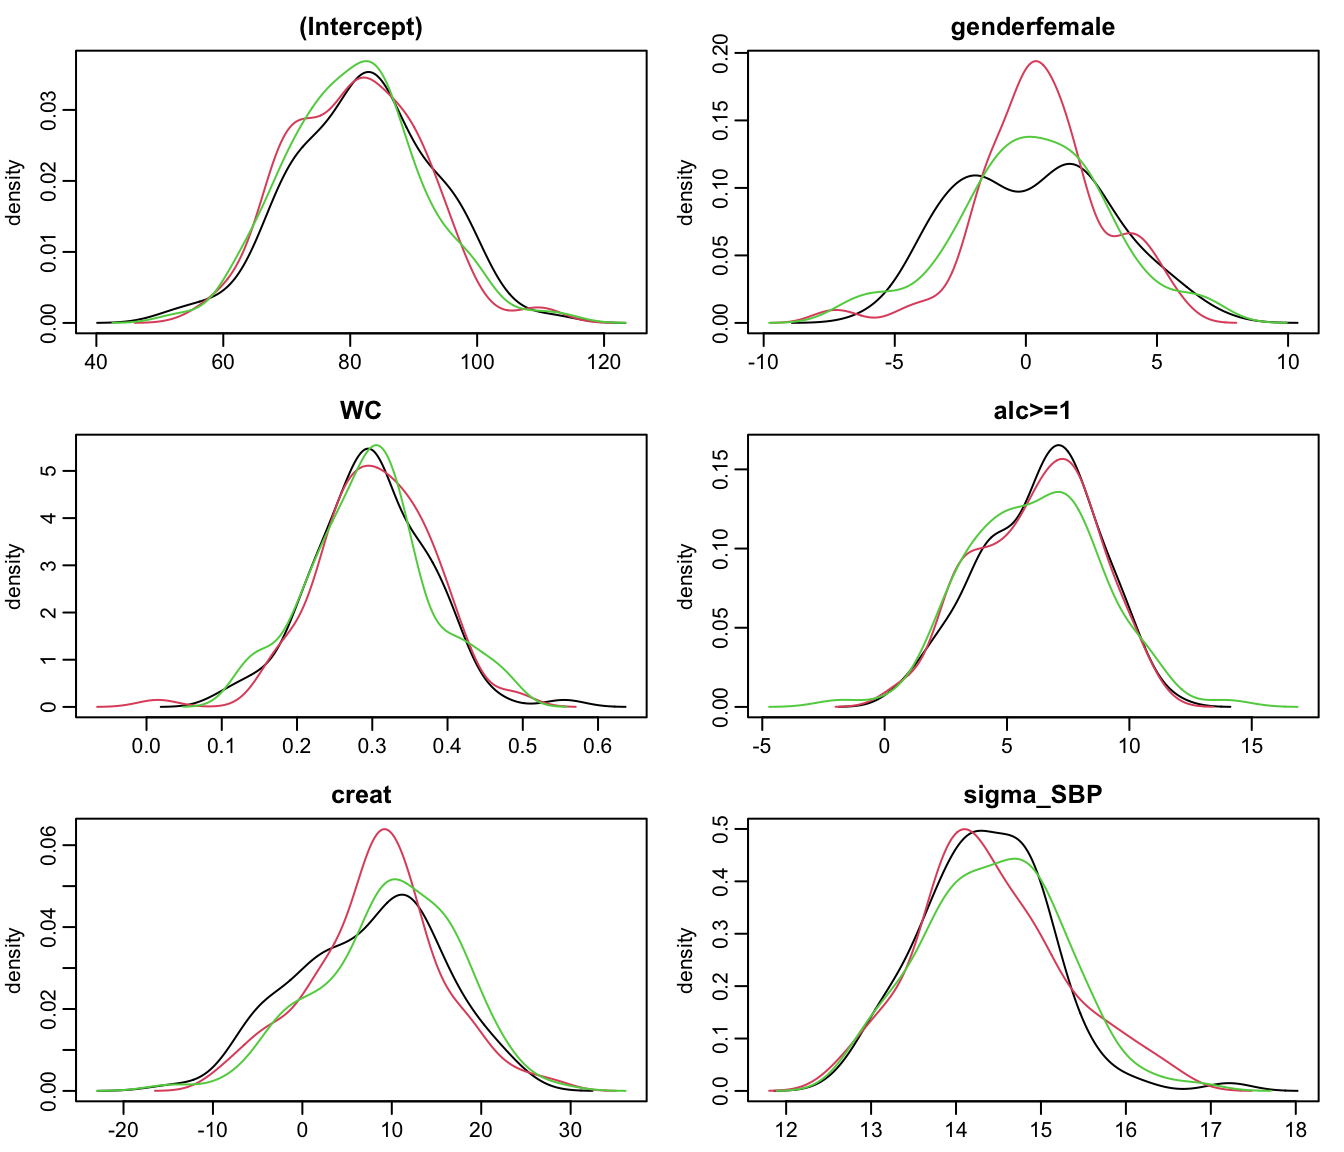 (Intercept)
density
0.00 0.01 0.02 0.03
40 60 80 100 120
genderfemale
density
0.00 0.05 0.10 0.15 0.20
-10 -5 0 5 10
WC
density
0 1 2 3 4 5
0.0 0.1 0.2 0.3 0.4 0.5 0.6
alc>=1
density
0.00 0.05 0.10 0.15
-5 0 5 10 15
creat
density
0.00 0.02 0.04 0.06
-20 -10 0 10 20 30
sigma_SBP
density
0.0 0.1 0.2 0.3 0.4 0.5
12 13 14 15 16 17 18